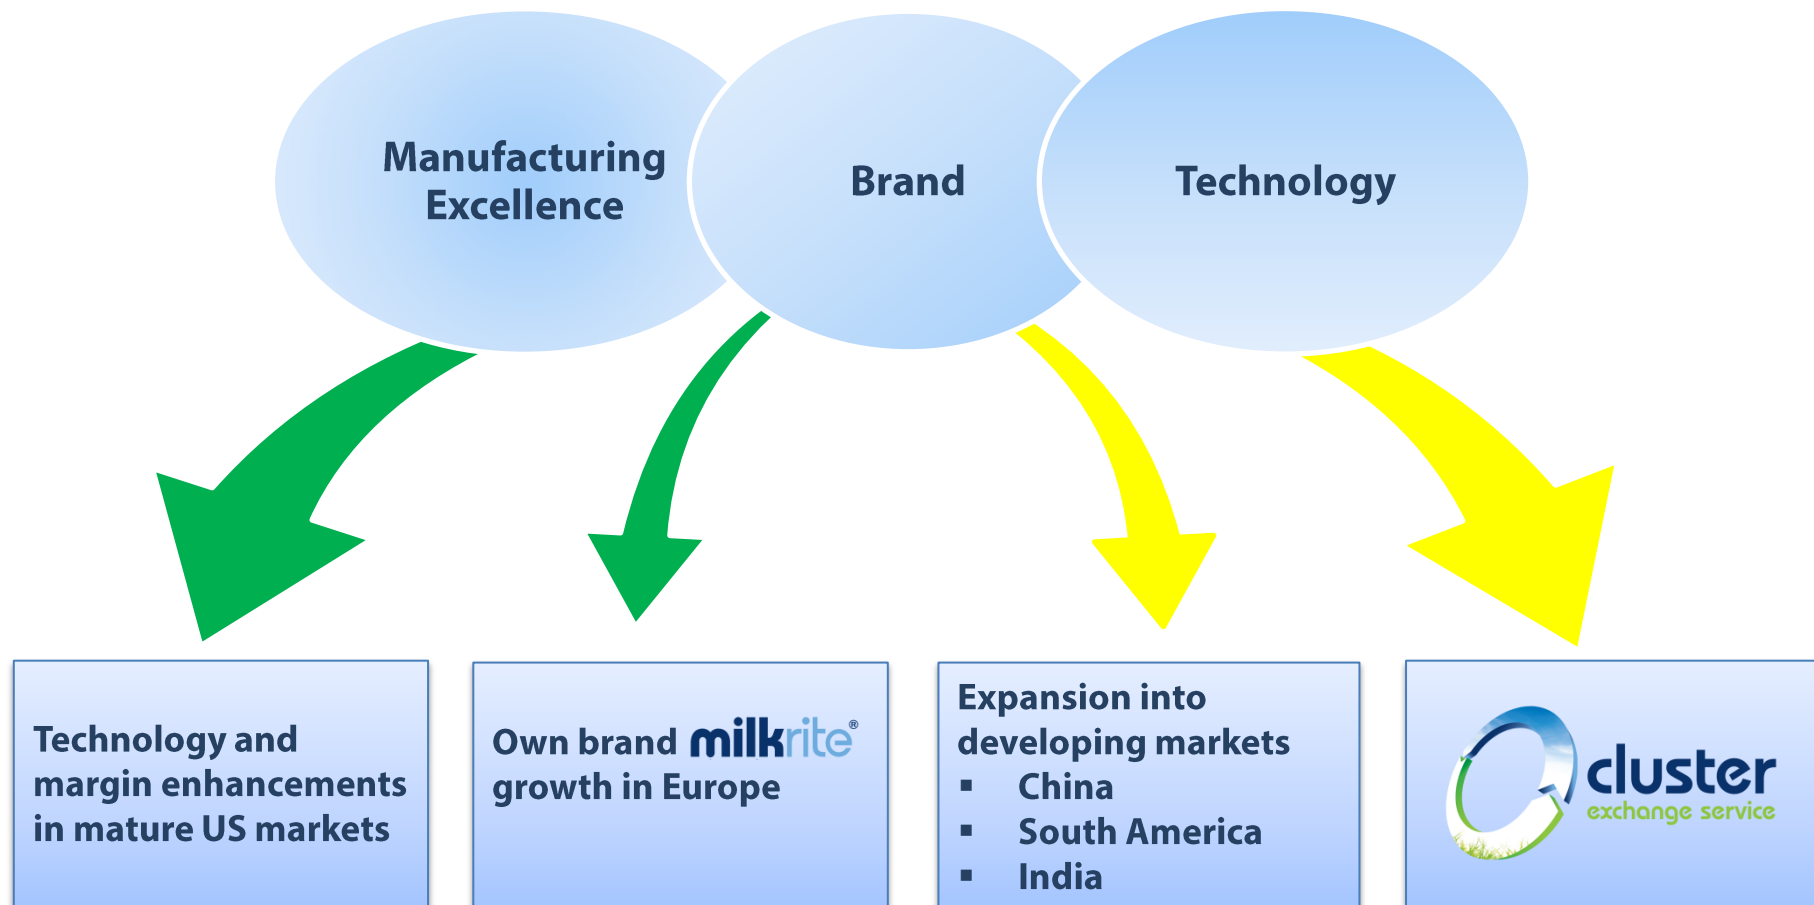 Manufacturing
Excellence
Brand
Technology
Technology and
margin enhancements
in mature US markets
Own brand milkrite®
growth in Europe
Expansion into
developing markets
▪ China
▪ South America
▪ India
cluster
exchange service